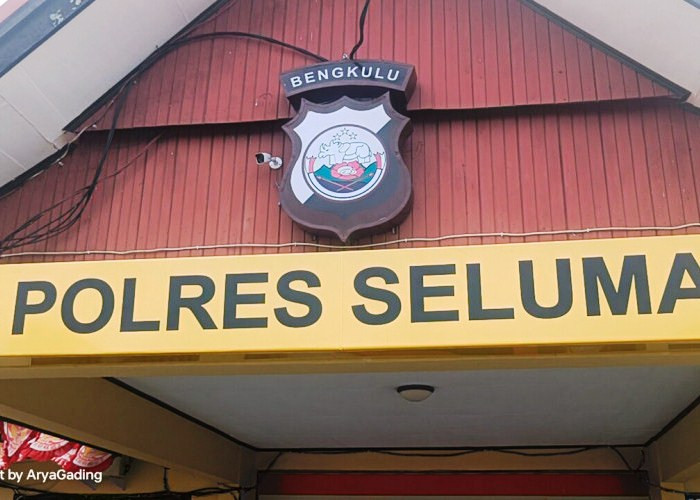 BENGKULU
POLRES SELUMA
t by AryaGading